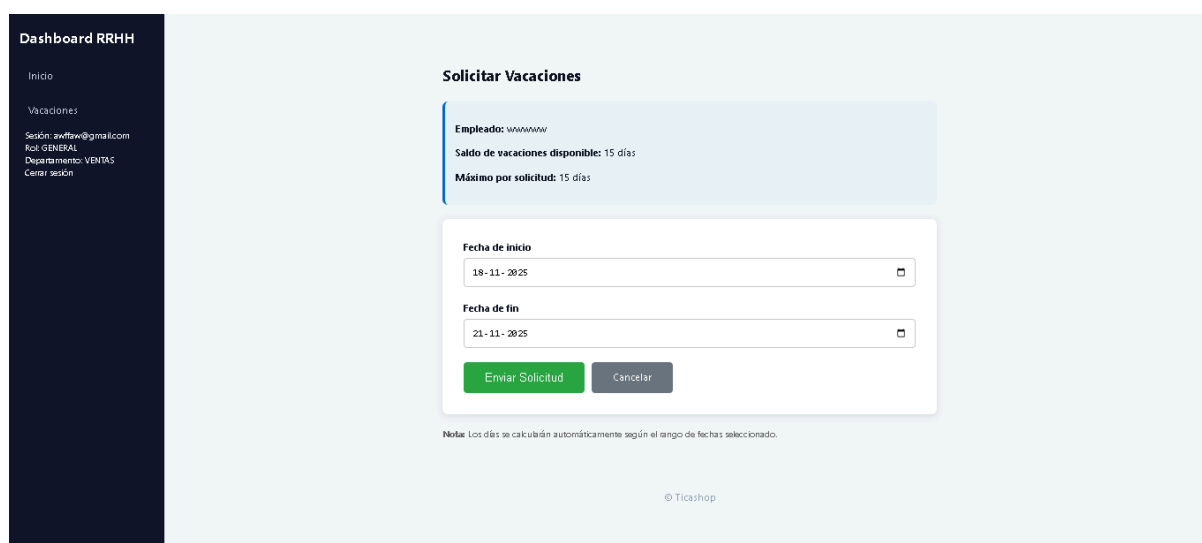 Dashboard RRHH
Inicio
Vacaciones
Sesión: awffaw@gmail.com
Rol: GENERAL
Departamento: VENTAS
Cerrar sesión
Solicitar Vacaciones
Empleado: wwwwww
Saldo de vacaciones disponible: 15 días
Máximo por solicitud: 15 días
Fecha de inicio
18-11-2025
Fecha de fin
21-11-2025
Enviar Solicitud
Cancelar
Nota: Los días se calcularán automáticamente según el rango de fechas seleccionado.
© Ticashop